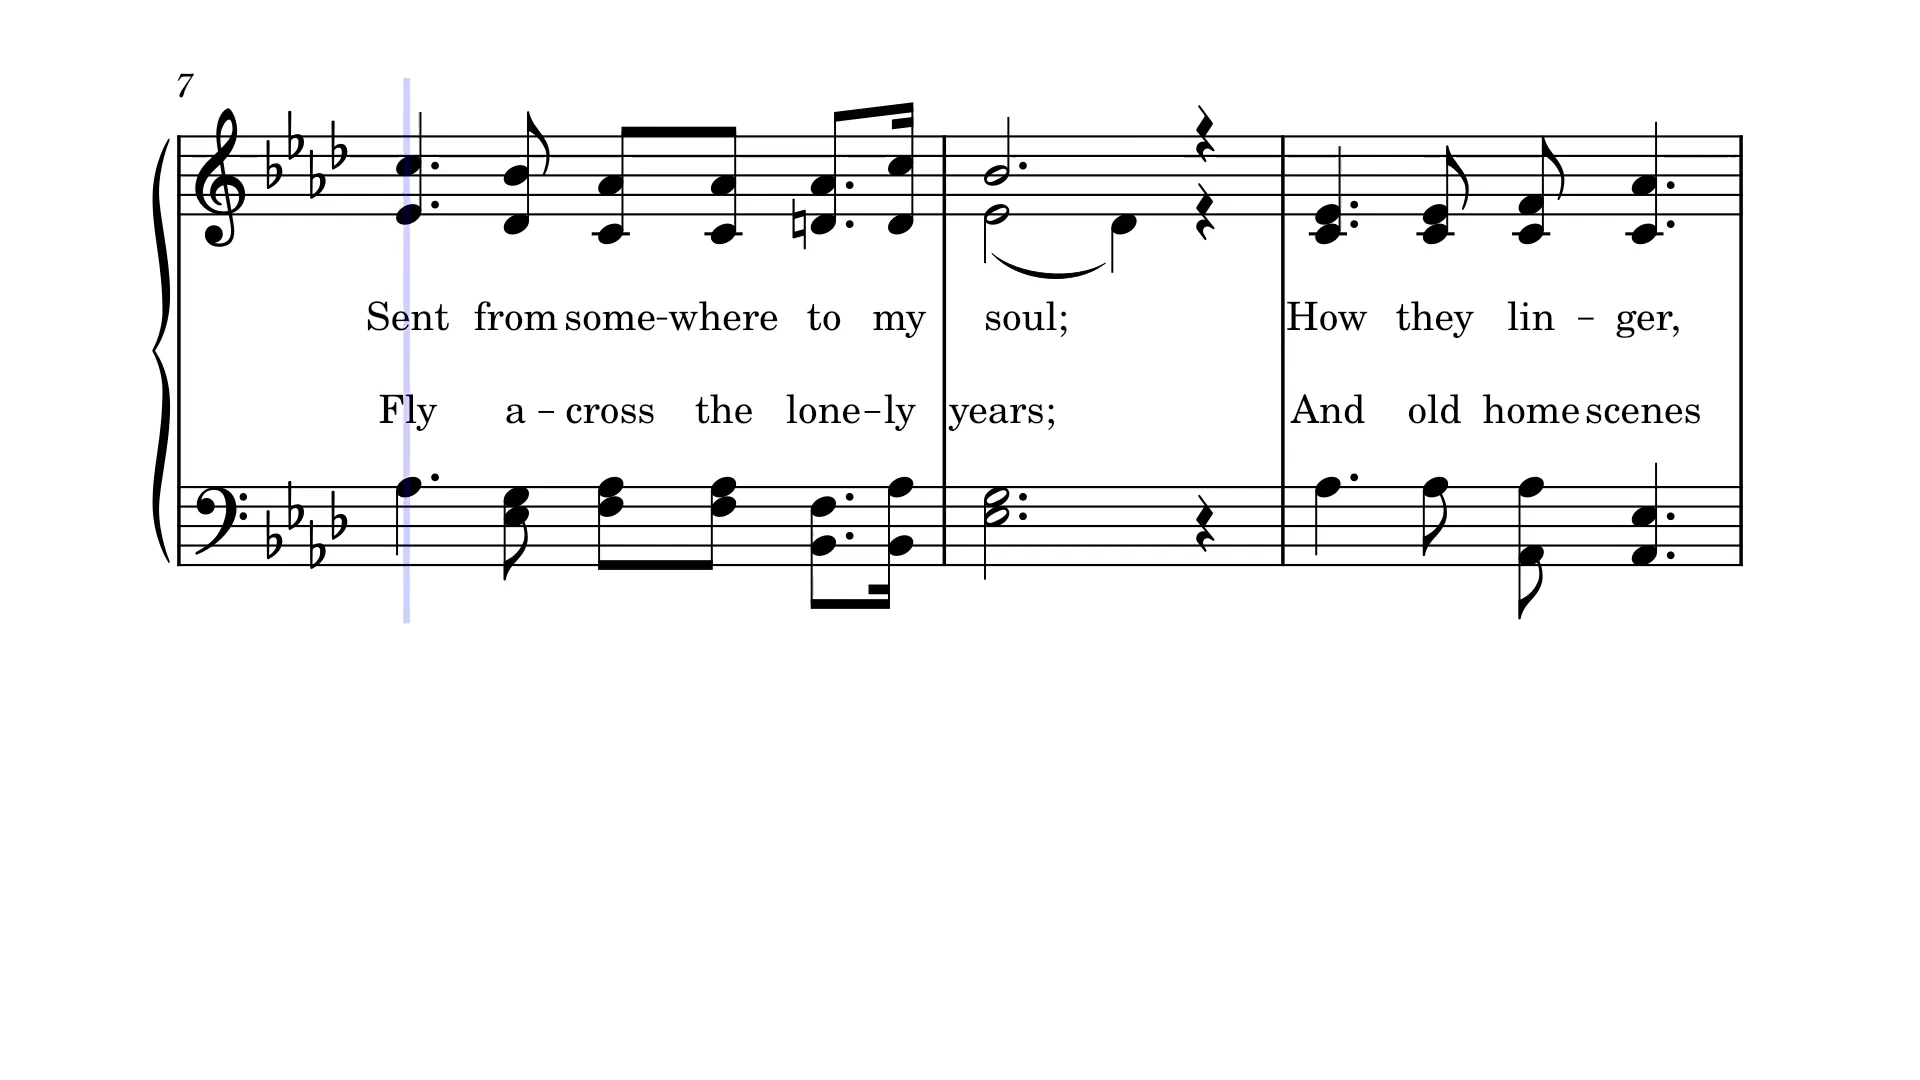 7
Sent from some-where to my soul; How they lin - ger,
Fly a - cross the lone-ly years; And old home scenes